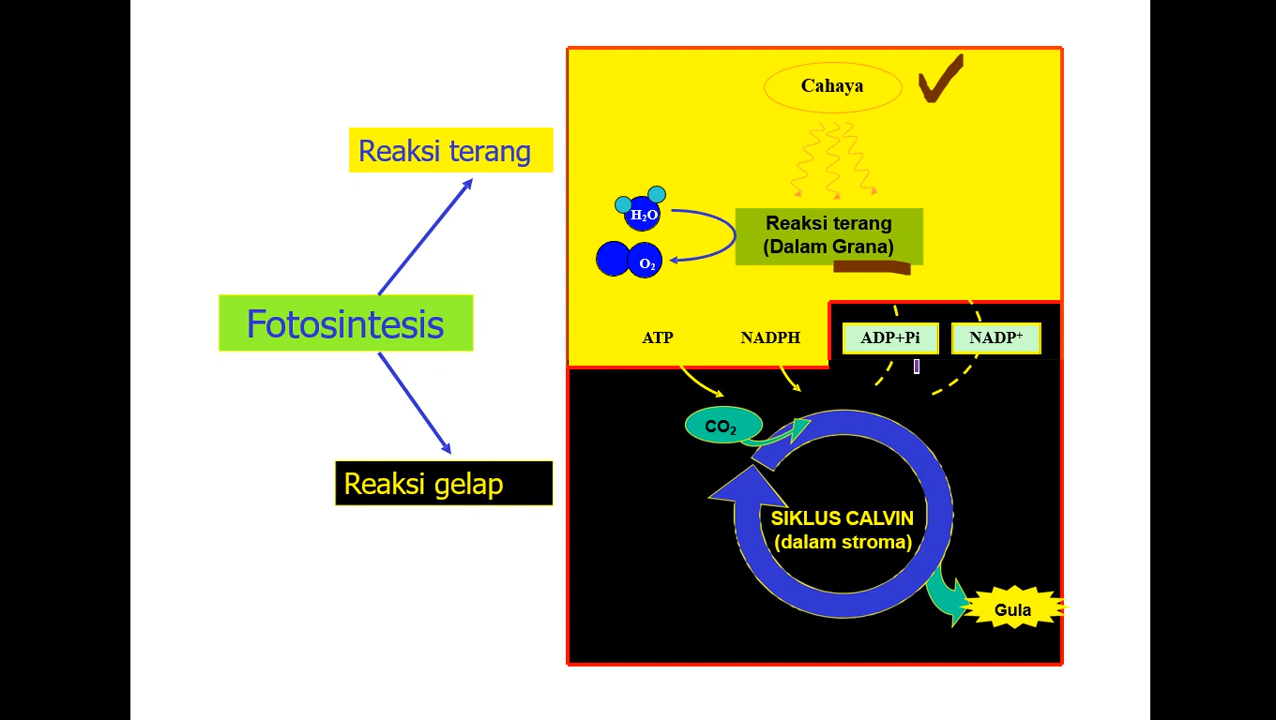 Cahaya
Reaksi terang
H₂O
Reaksi terang
(Dalam Grana)
O₂
Fotosintesis
ATP
NADPH
ADP+Pi
NADP⁺
CO₂
Reaksi gelap
SIKLUS CALVIN
(dalam stroma)
Gula